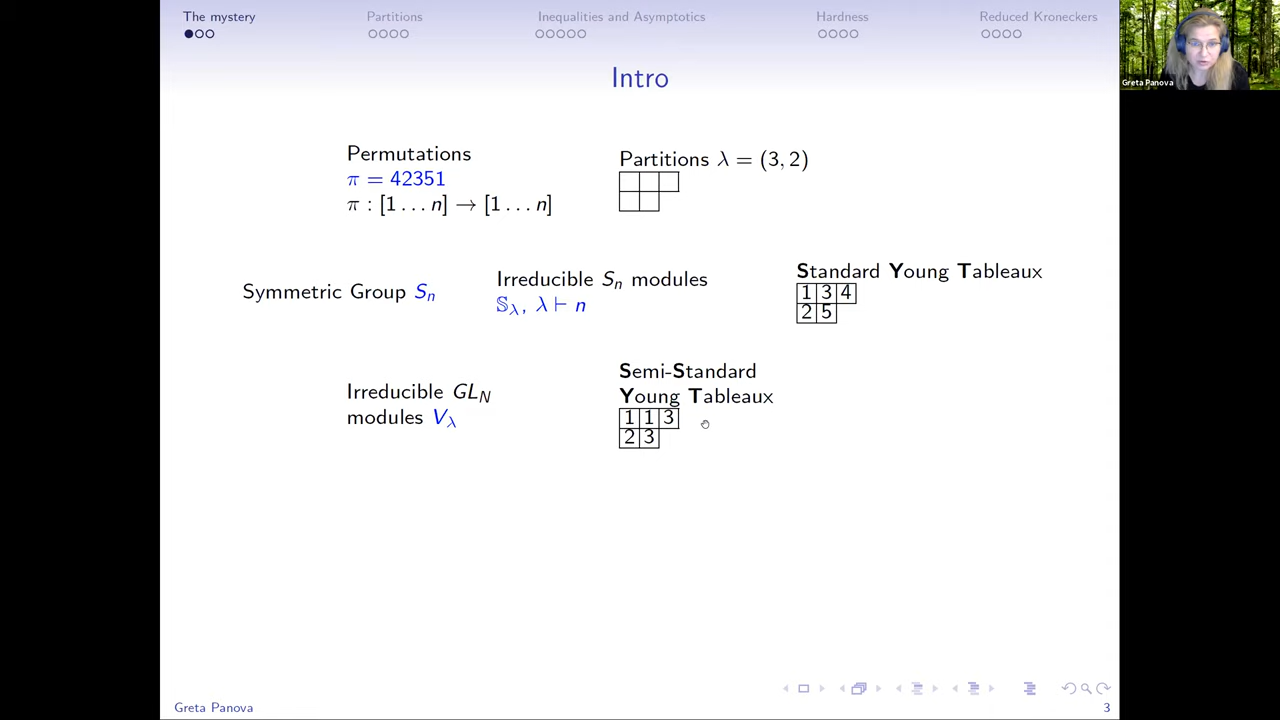 The mystery
Partitions
Inequalities and Asymptotics
Hardness
Reduced Kroneckers
Greta Panova
Intro
Permutations
π = 42351
π : [1 … n] → [1 … n]
Partitions λ = (3, 2)
Symmetric Group Sₙ
Irreducible Sₙ modules
𝕊_λ, λ ⊢ n
Standard Young Tableaux
1 3 4
2 5
Irreducible GL_N
modules V_λ
Semi-Standard
Young Tableaux
1 1 3
2 3
Greta Panova
3